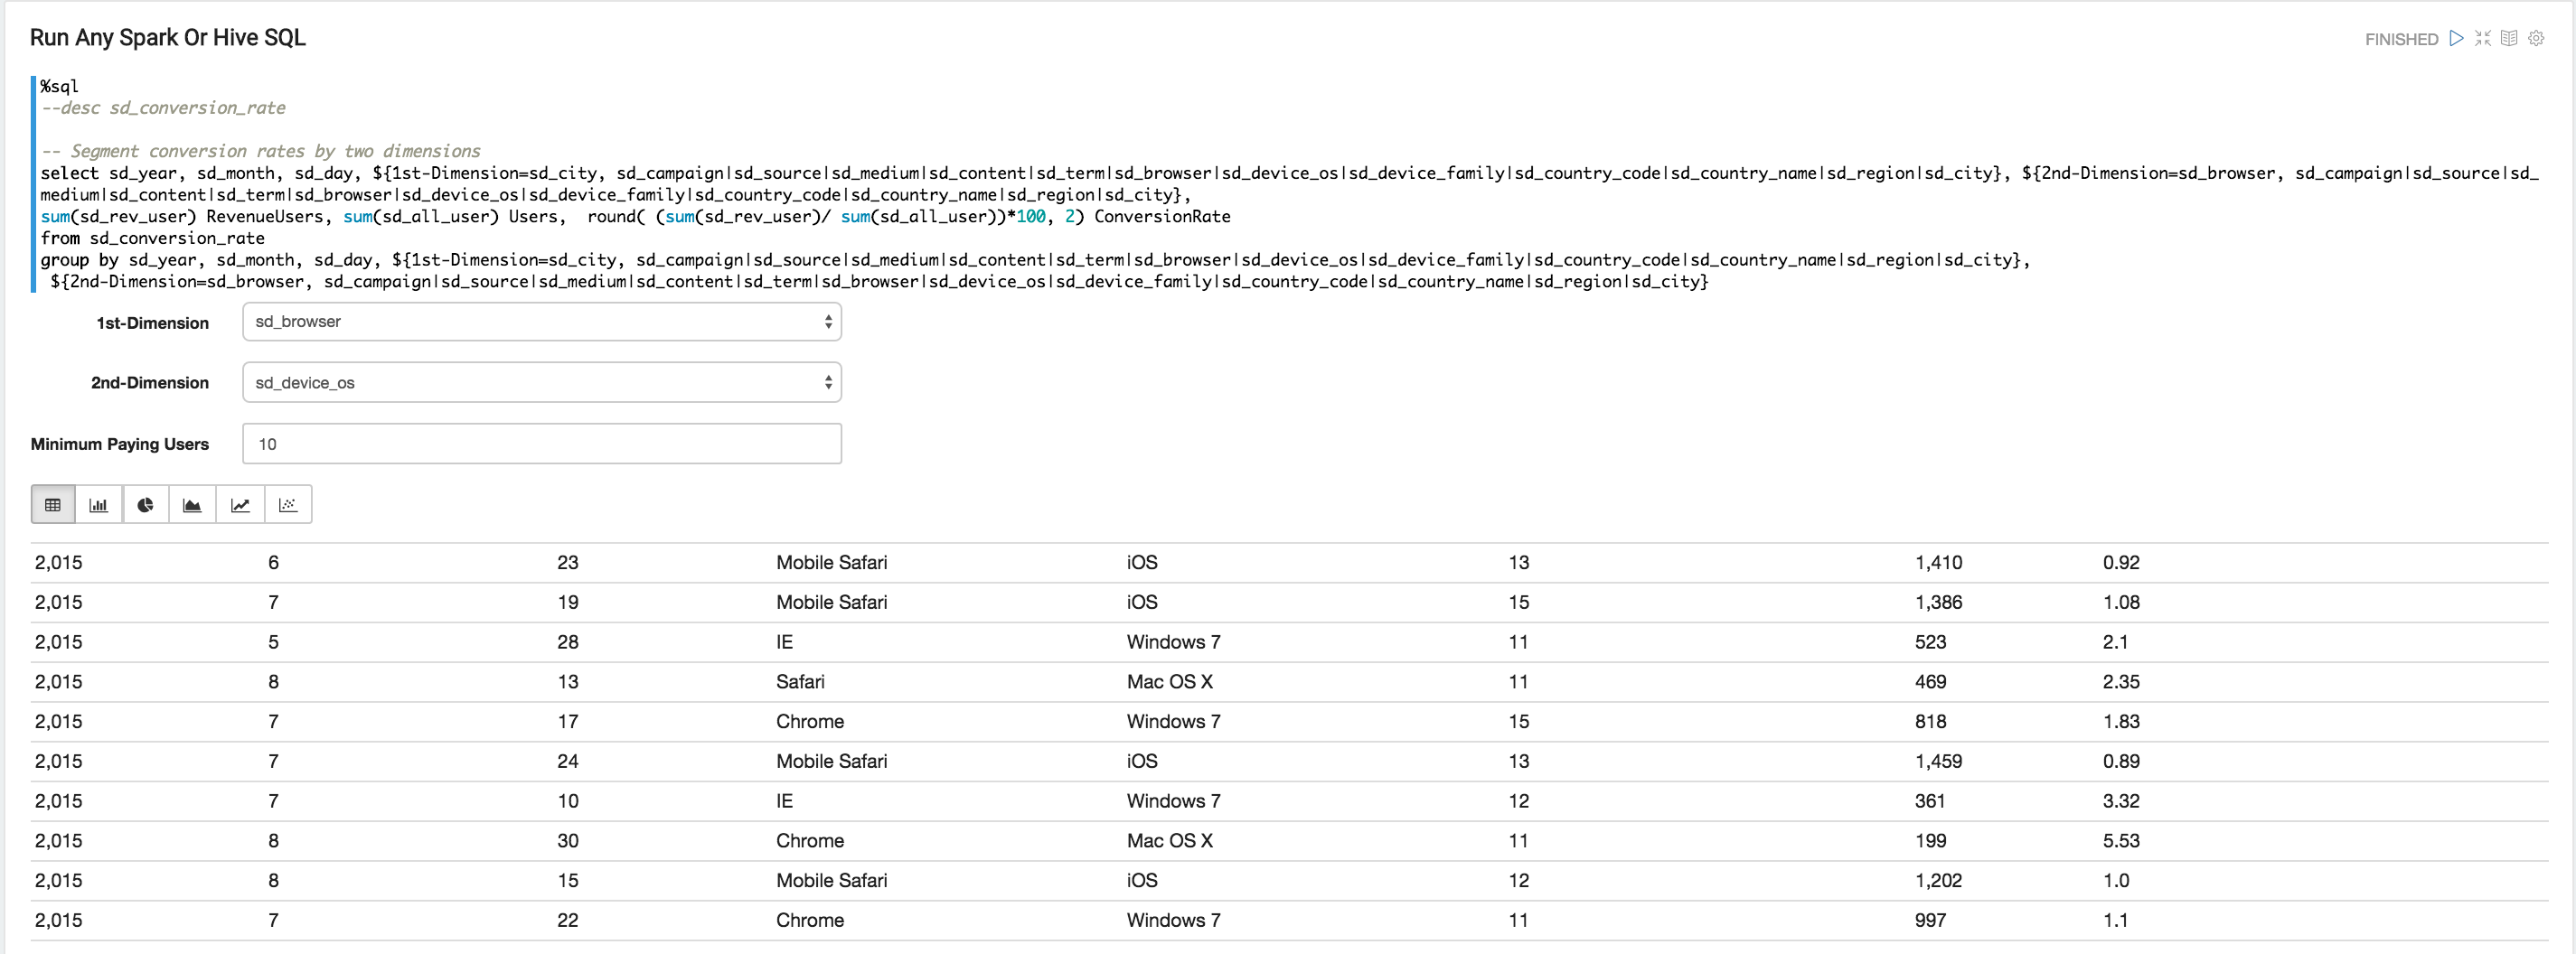 Run Any Spark Or Hive SQL
FINISHED
%sql
--desc sd_conversion_rate
-- Segment conversion rates by two dimensions
select sd_year, sd_month, sd_day, ${1st-Dimension=sd_city, sd_campaign|sd_source|sd_medium|sd_content|sd_term|sd_browser|sd_device_os|sd_device_family|sd_country_code|sd_country_name|sd_region|sd_city}, ${2nd-Dimension=sd_browser, sd_campaign|sd_source|sd_
medium|sd_content|sd_term|sd_browser|sd_device_os|sd_device_family|sd_country_code|sd_country_name|sd_region|sd_city},
sum(sd_rev_user) RevenueUsers, sum(sd_all_user) Users,  round( (sum(sd_rev_user)/ sum(sd_all_user))*100, 2) ConversionRate
from sd_conversion_rate
group by sd_year, sd_month, sd_day, ${1st-Dimension=sd_city, sd_campaign|sd_source|sd_medium|sd_content|sd_term|sd_browser|sd_device_os|sd_device_family|sd_country_code|sd_country_name|sd_region|sd_city},
${2nd-Dimension=sd_browser, sd_campaign|sd_source|sd_medium|sd_content|sd_term|sd_browser|sd_device_os|sd_device_family|sd_country_code|sd_country_name|sd_region|sd_city}
1st-Dimension sd_browser
2nd-Dimension sd_device_os
Minimum Paying Users 10
2,015 6 23 Mobile Safari iOS 13 1,410 0.92
2,015 7 19 Mobile Safari iOS 15 1,386 1.08
2,015 5 28 IE Windows 7 11 523 2.1
2,015 8 13 Safari Mac OS X 11 469 2.35
2,015 7 17 Chrome Windows 7 15 818 1.83
2,015 7 24 Mobile Safari iOS 13 1,459 0.89
2,015 7 10 IE Windows 7 12 361 3.32
2,015 8 30 Chrome Mac OS X 11 199 5.53
2,015 8 15 Mobile Safari iOS 12 1,202 1.0
2,015 7 22 Chrome Windows 7 11 997 1.1